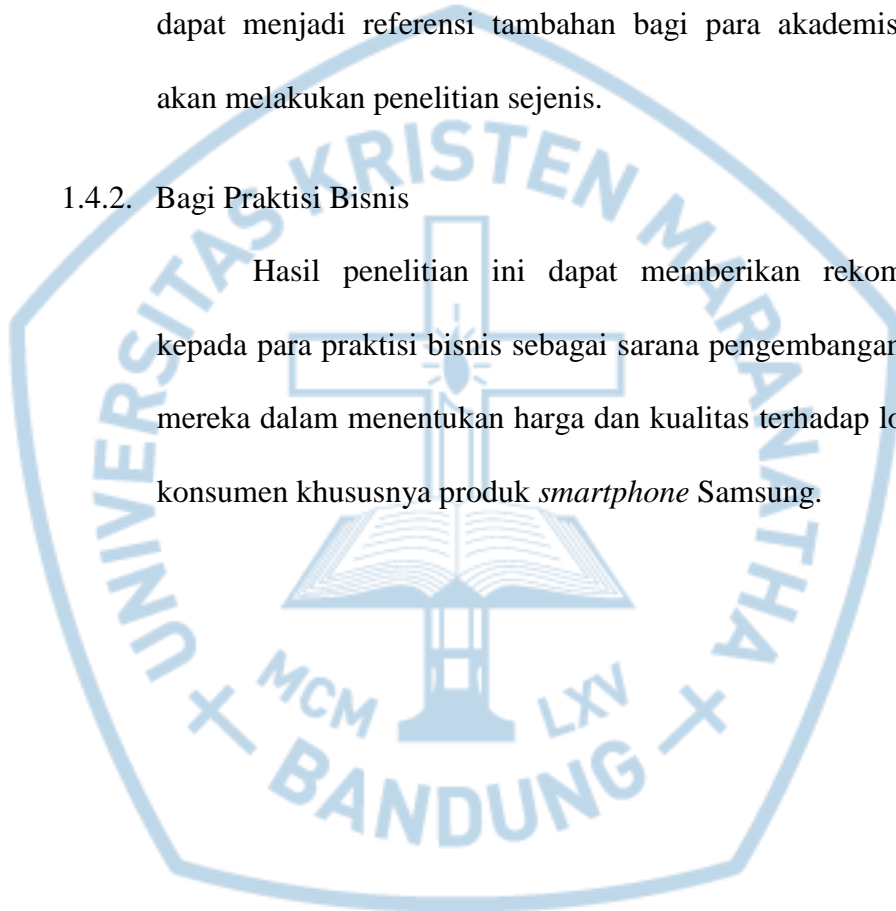 dapat menjadi referensi tambahan bagi para akademis
akan melakukan penelitian sejenis.
1.4.2. Bagi Praktisi Bisnis
Hasil penelitian ini dapat memberikan rekom
kepada para praktisi bisnis sebagai sarana pengembangan
mereka dalam menentukan harga dan kualitas terhadap lo
konsumen khususnya produk smartphone Samsung.
UNIVERSITAS KRISTEN MARANATHA
MCM LXV
BANDUNG